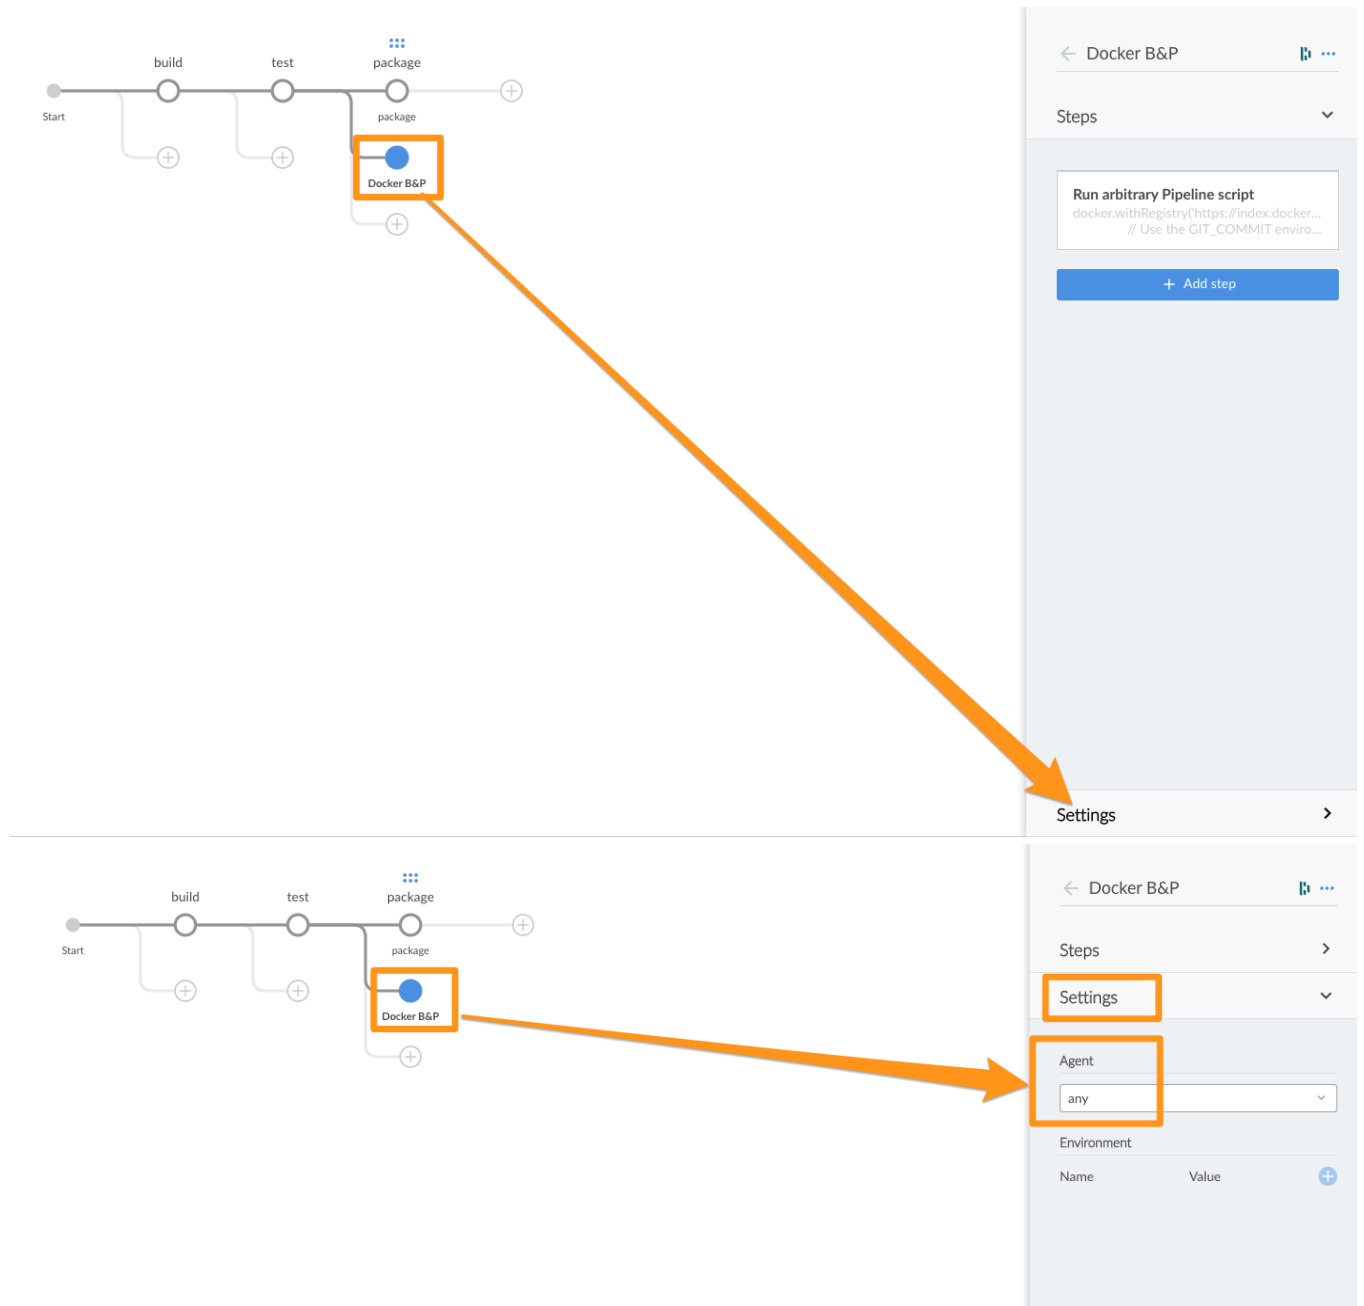 build
test
package
Start
package
Docker B&P
Docker B&P
Steps
Run arbitrary Pipeline script
docker.withRegistry('https://index.docker...
// Use the GIT_COMMIT enviro...
+ Add step
Settings
build
test
package
Start
package
Docker B&P
Docker B&P
Steps
Settings
Agent
any
Environment
Name Value